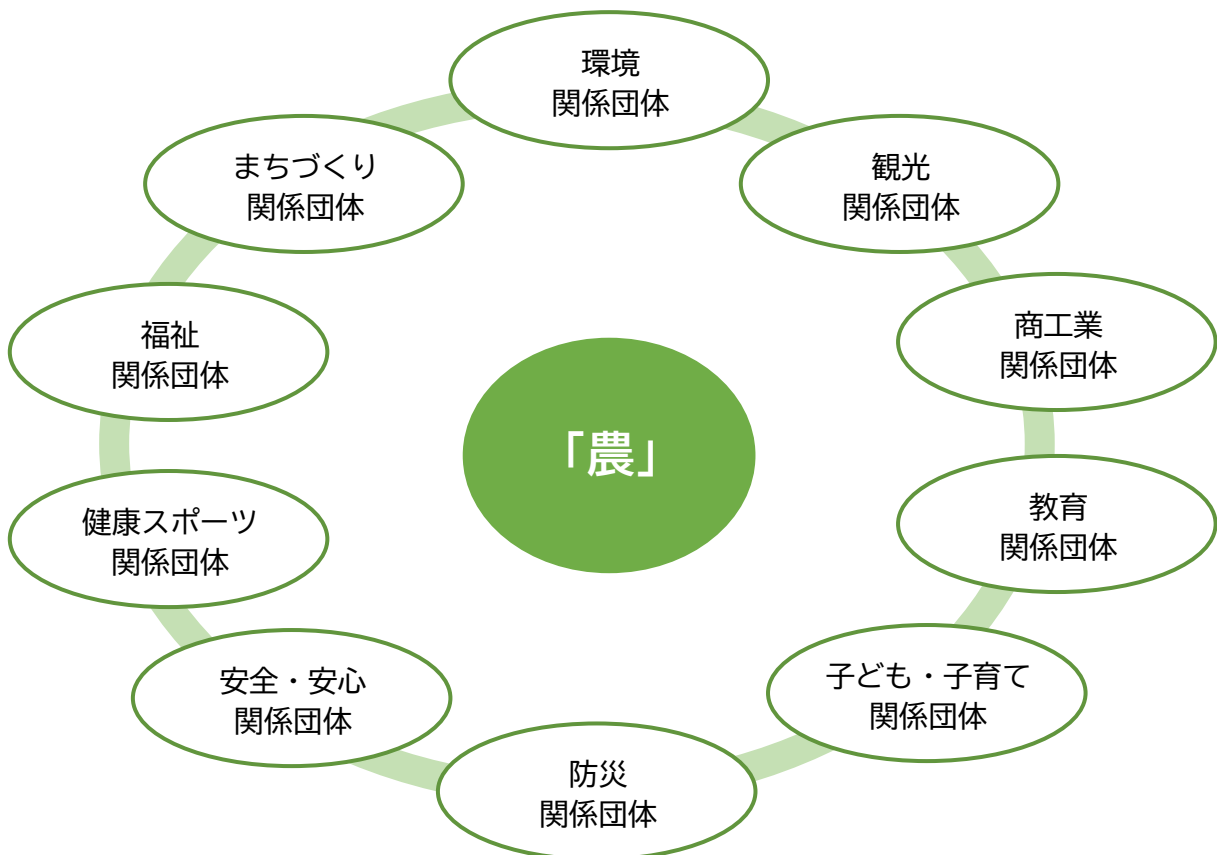 環境
関係団体
観光
関係団体
商工業
関係団体
教育
関係団体
子ども・子育て
関係団体
防災
関係団体
安全・安心
関係団体
健康スポーツ
関係団体
福祉
関係団体
まちづくり
関係団体
「農」